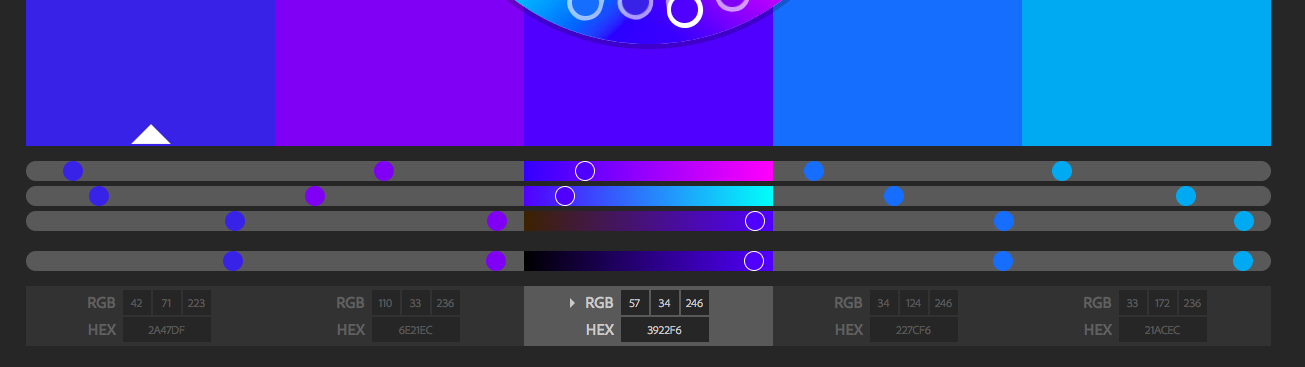 RGB 42 71 223
HEX 2A47DF
RGB 110 33 236
HEX 6E21EC
RGB 57 34 246
HEX 3922F6
RGB 34 124 246
HEX 227CF6
RGB 33 172 236
HEX 21ACEC